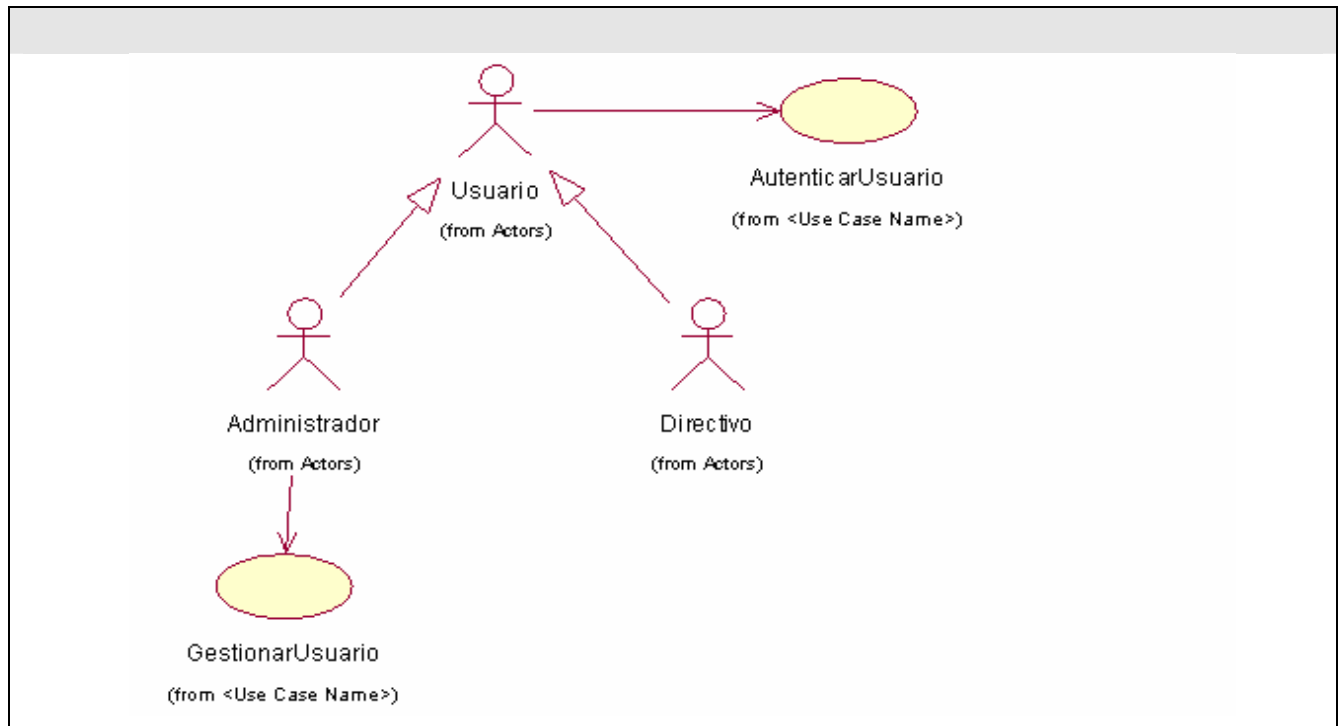 Usuario
(from Actors)
AutenticarUsuario
(from <Use Case Name>)
Administrador
(from Actors)
Directivo
(from Actors)
GestionarUsuario
(from <Use Case Name>)